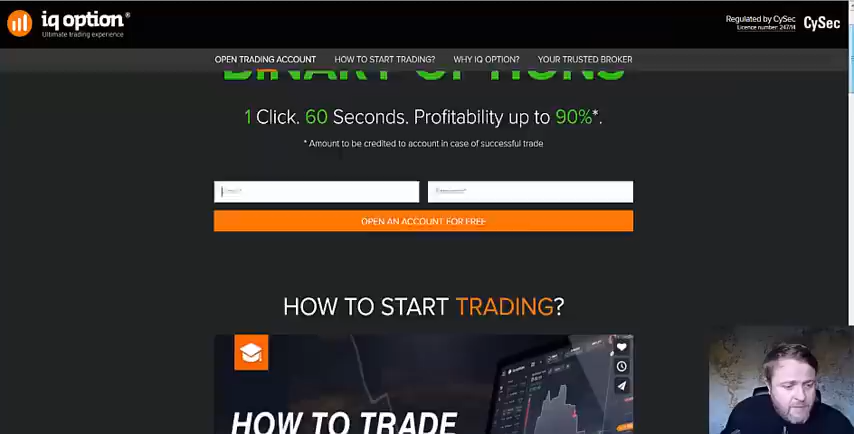 iq option®
Ultimate trading experience
Regulated by CySec
Licence number: 247/14
CySec
OPEN TRADING ACCOUNT
HOW TO START TRADING?
WHY IQ OPTION?
YOUR TRUSTED BROKER
BINARY OPTIONS
1 Click. 60 Seconds. Profitability up to 90%*.
* Amount to be credited to account in case of successful trade
OPEN AN ACCOUNT FOR FREE
HOW TO START TRADING?
HOW TO TRADE